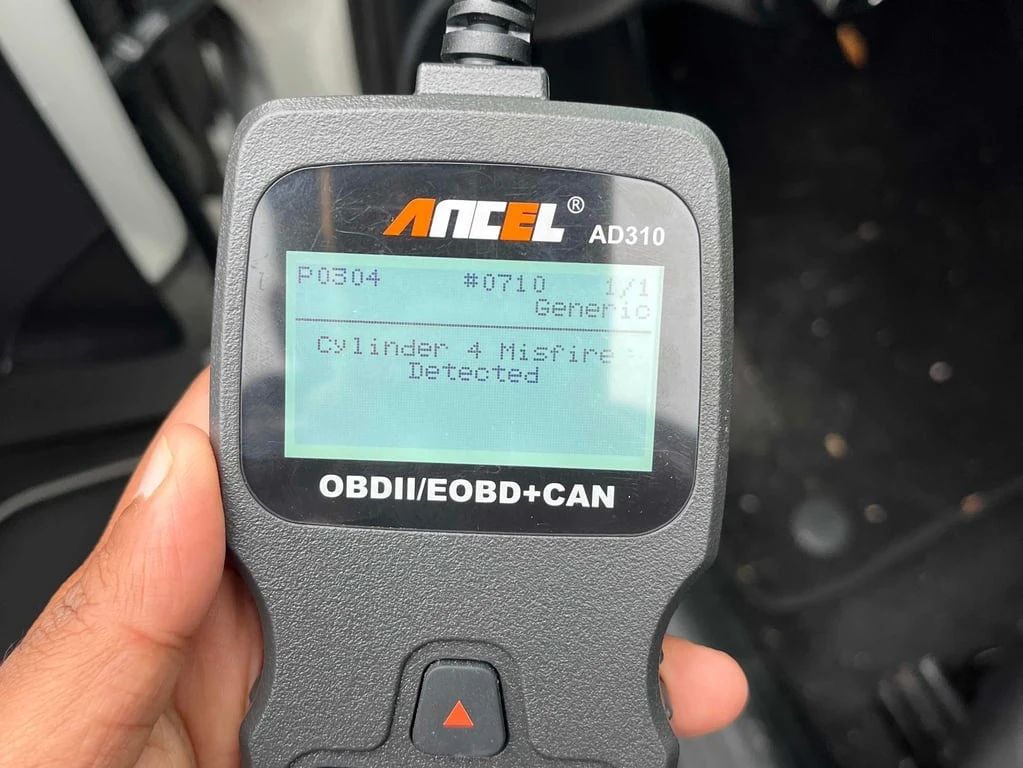 ANCEL® AD310
P0304 #0710 1/1
Generic
Cylinder 4 Misfire
Detected
OBDII/EOBD+CAN